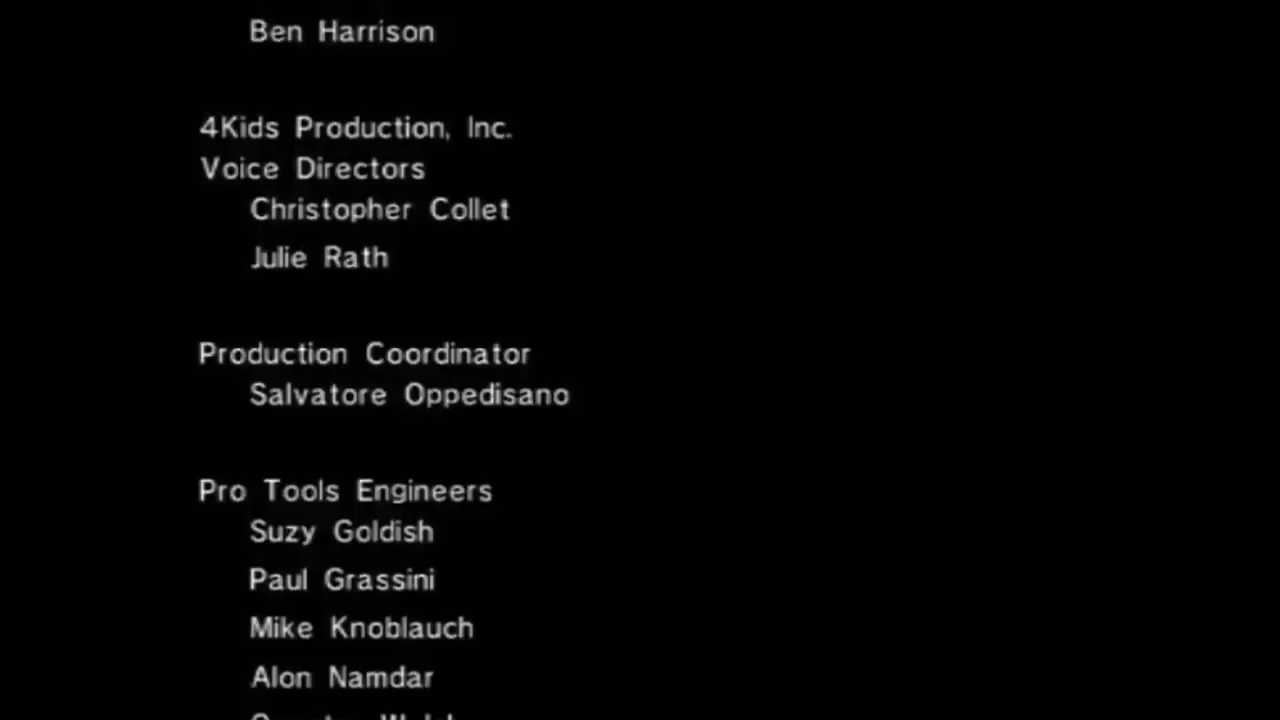 Ben Harrison
4Kids Production, Inc.
Voice Directors
Christopher Collet
Julie Rath
Production Coordinator
Salvatore Oppedisano
Pro Tools Engineers
Suzy Goldish
Paul Grassini
Mike Knoblauch
Alon Namdar